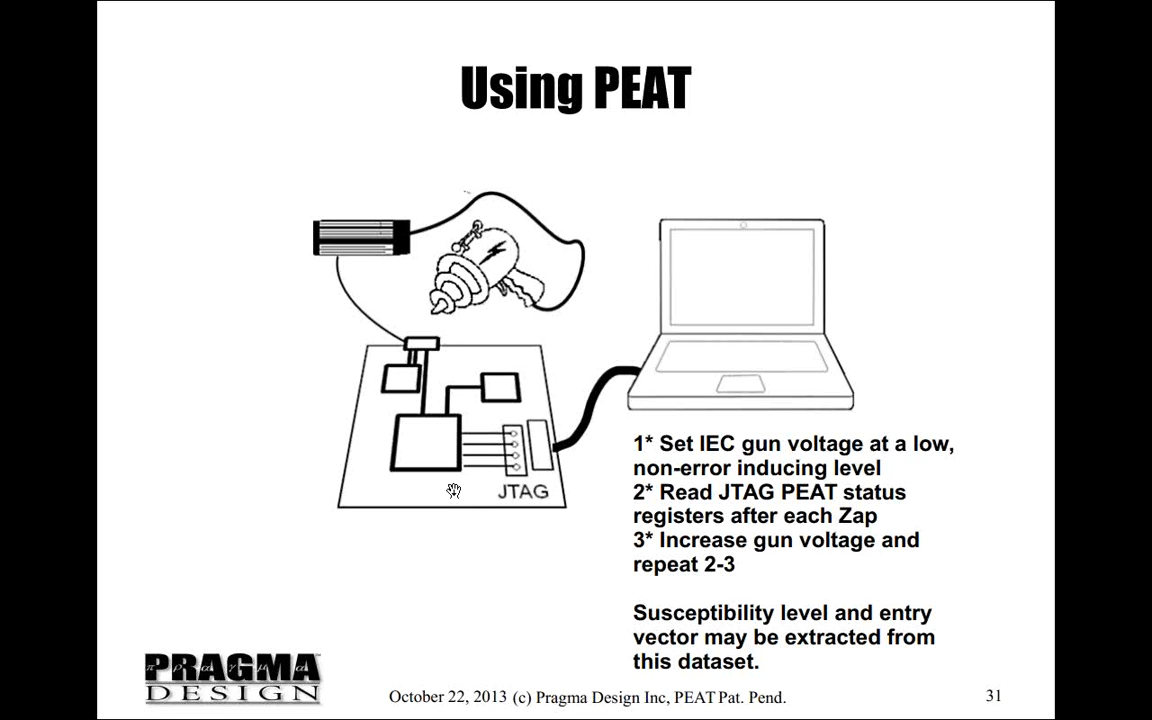 Using PEAT
JTAG
1* Set IEC gun voltage at a low,
non-error inducing level
2* Read JTAG PEAT status
registers after each Zap
3* Increase gun voltage and
repeat 2-3
Susceptibility level and entry
vector may be extracted from
this dataset.
PRAGMA
π ρ α γ μ α
DESIGN
October 22, 2013 (c) Pragma Design Inc, PEAT Pat. Pend.
31